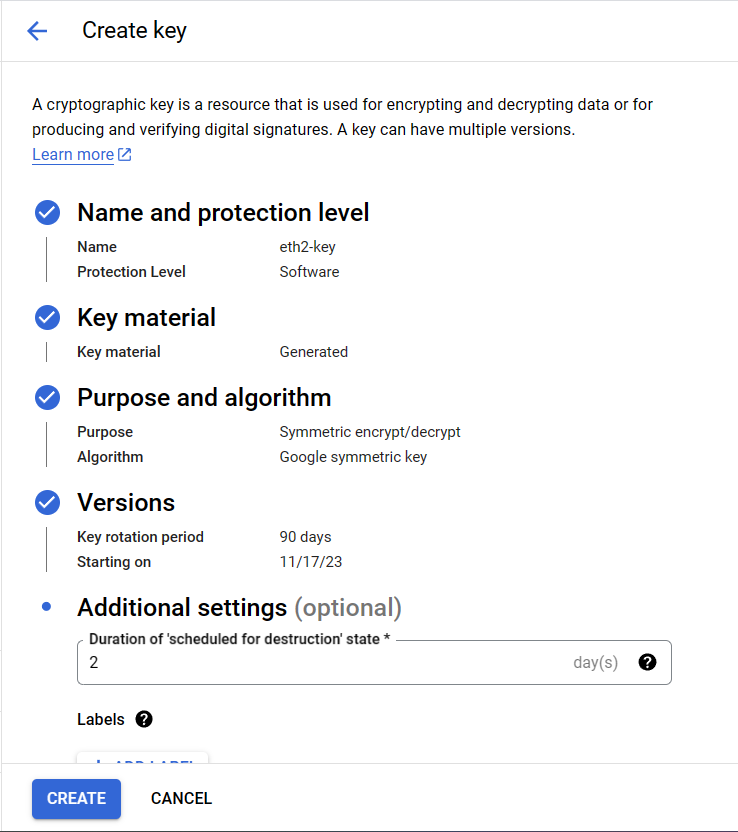 Create key
A cryptographic key is a resource that is used for encrypting and decrypting data or for
producing and verifying digital signatures. A key can have multiple versions.
Learn more
Name and protection level
Name eth2-key
Protection Level Software
Key material
Key material Generated
Purpose and algorithm
Purpose Symmetric encrypt/decrypt
Algorithm Google symmetric key
Versions
Key rotation period 90 days
Starting on 11/17/23
Additional settings (optional)
Duration of 'scheduled for destruction' state *
2 day(s)
Labels
ADD LABEL
CREATE CANCEL